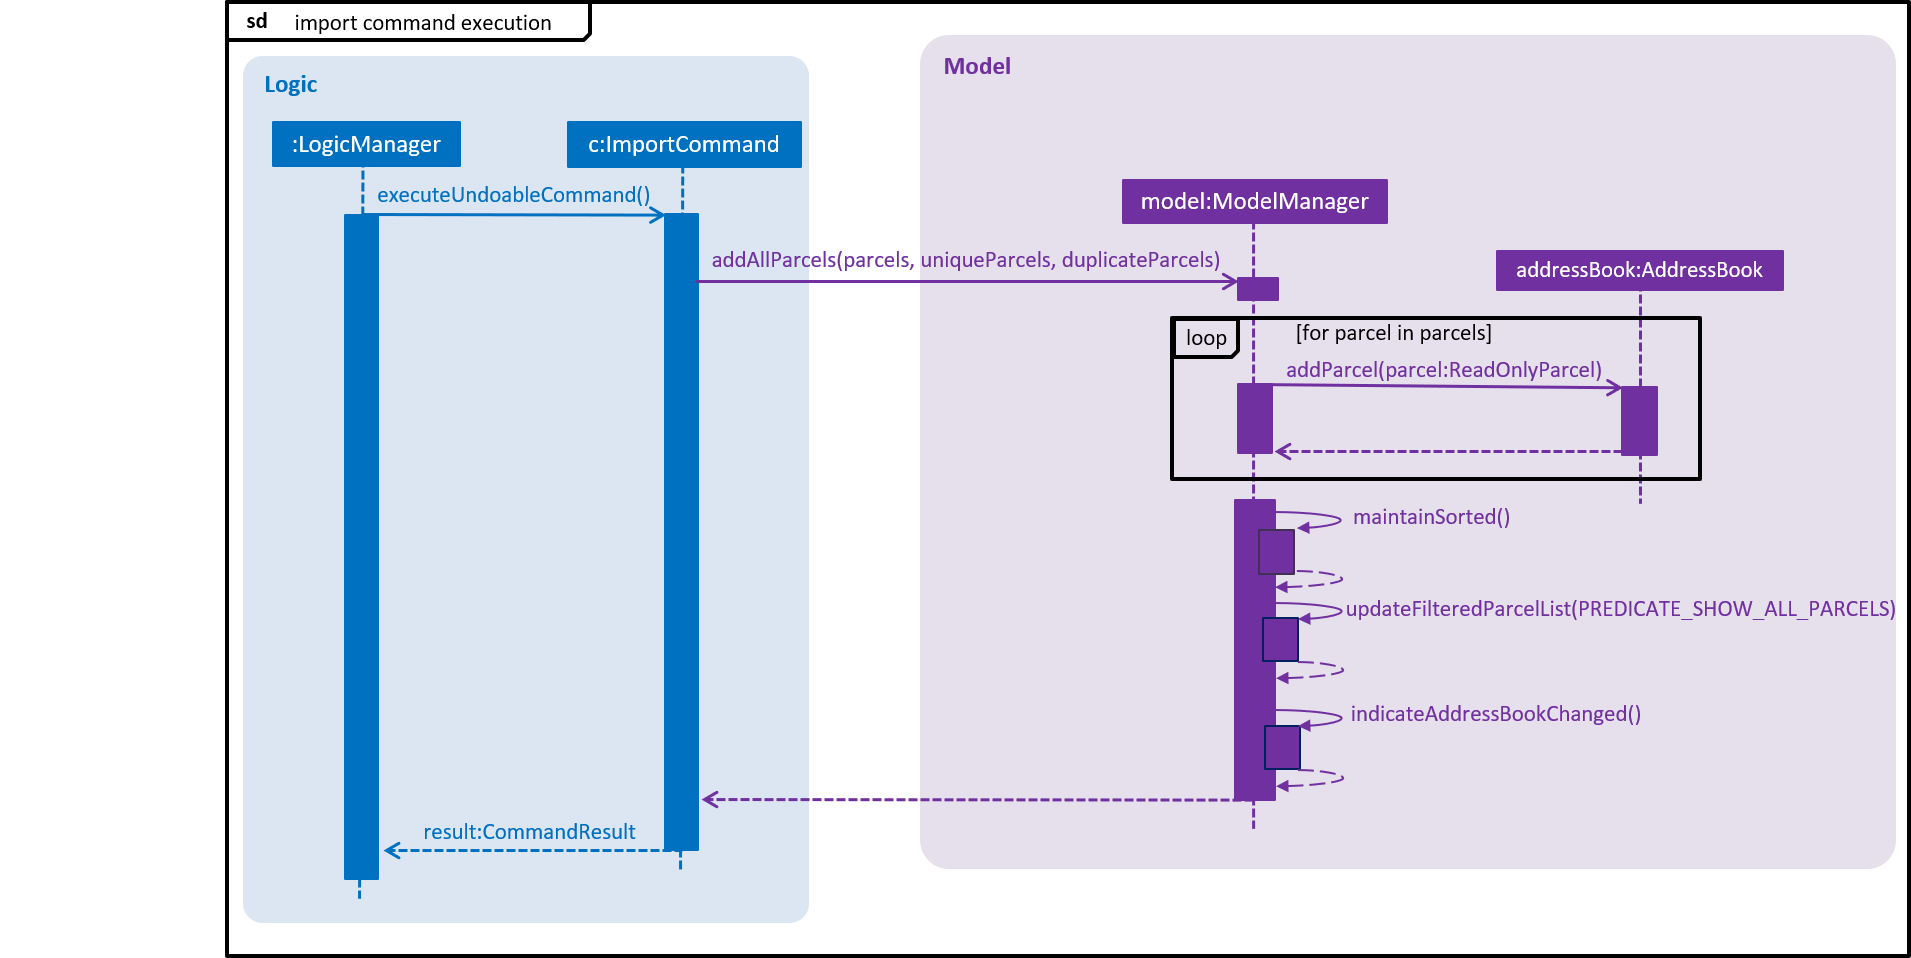 sd import command execution
Logic
Model
:LogicManager
c:ImportCommand
executeUndoableCommand()
model:ModelManager
addAllParcels(parcels, uniqueParcels, duplicateParcels)
addressBook:AddressBook
loop
[for parcel in parcels]
addParcel(parcel:ReadOnlyParcel)
maintainSorted()
updateFilteredParcelList(PREDICATE_SHOW_ALL_PARCELS)
indicateAddressBookChanged()
result:CommandResult